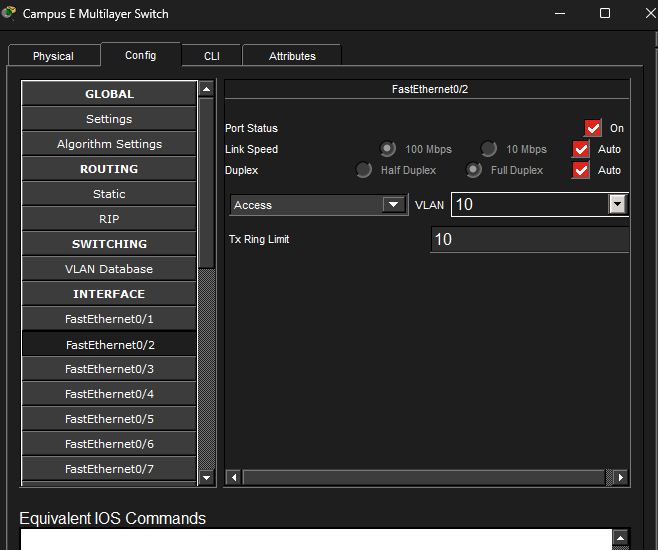 Campus E Multilayer Switch
Physical Config CLI Attributes
GLOBAL
Settings
Algorithm Settings
ROUTING
Static
RIP
SWITCHING
VLAN Database
INTERFACE
FastEthernet0/1
FastEthernet0/2
FastEthernet0/3
FastEthernet0/4
FastEthernet0/5
FastEthernet0/6
FastEthernet0/7
FastEthernet0/2
Port Status On
Link Speed 100 Mbps 10 Mbps Auto
Duplex Half Duplex Full Duplex Auto
Access VLAN 10
Tx Ring Limit 10
Equivalent IOS Commands